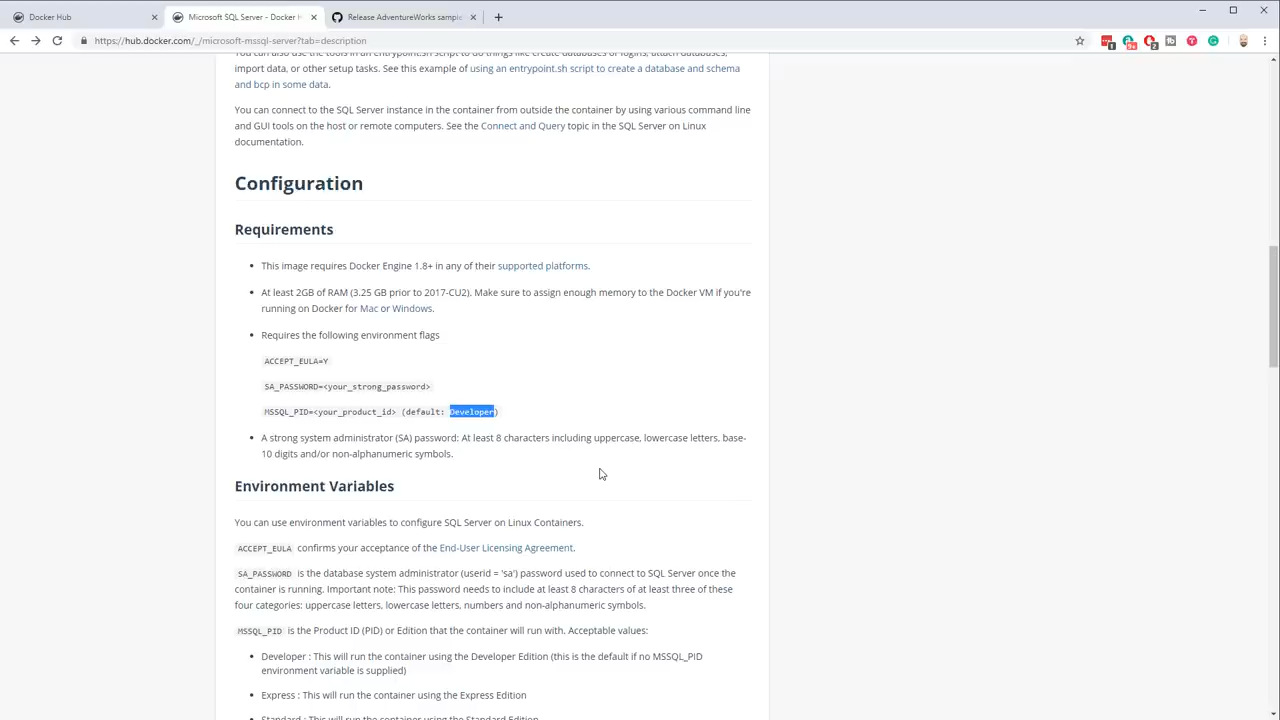 Docker Hub
Microsoft SQL Server - Docker H
Release AdventureWorks sample
https://hub.docker.com/_/microsoft-mssql-server?tab=description
You can also use the tools in an entrypoint.sh script to do things like create databases or logins, attach databases,
import data, or other setup tasks. See this example of using an entrypoint.sh script to create a database and schema
and bcp in some data.
You can connect to the SQL Server instance in the container from outside the container by using various command line
and GUI tools on the host or remote computers. See the Connect and Query topic in the SQL Server on Linux
documentation.
Configuration
Requirements
This image requires Docker Engine 1.8+ in any of their supported platforms.
At least 2GB of RAM (3.25 GB prior to 2017-CU2). Make sure to assign enough memory to the Docker VM if you're
running on Docker for Mac or Windows.
Requires the following environment flags
ACCEPT_EULA=Y
SA_PASSWORD=<your_strong_password>
MSSQL_PID=<your_product_id> (default: Developer)
A strong system administrator (SA) password: At least 8 characters including uppercase, lowercase letters, base-
10 digits and/or non-alphanumeric symbols.
Environment Variables
You can use environment variables to configure SQL Server on Linux Containers.
ACCEPT_EULA confirms your acceptance of the End-User Licensing Agreement.
SA_PASSWORD is the database system administrator (userid = 'sa') password used to connect to SQL Server once the
container is running. Important note: This password needs to include at least 8 characters of at least three of these
four categories: uppercase letters, lowercase letters, numbers and non-alphanumeric symbols.
MSSQL_PID is the Product ID (PID) or Edition that the container will run with. Acceptable values:
Developer : This will run the container using the Developer Edition (this is the default if no MSSQL_PID
environment variable is supplied)
Express : This will run the container using the Express Edition
Standard : This will run the container using the Standard Edition